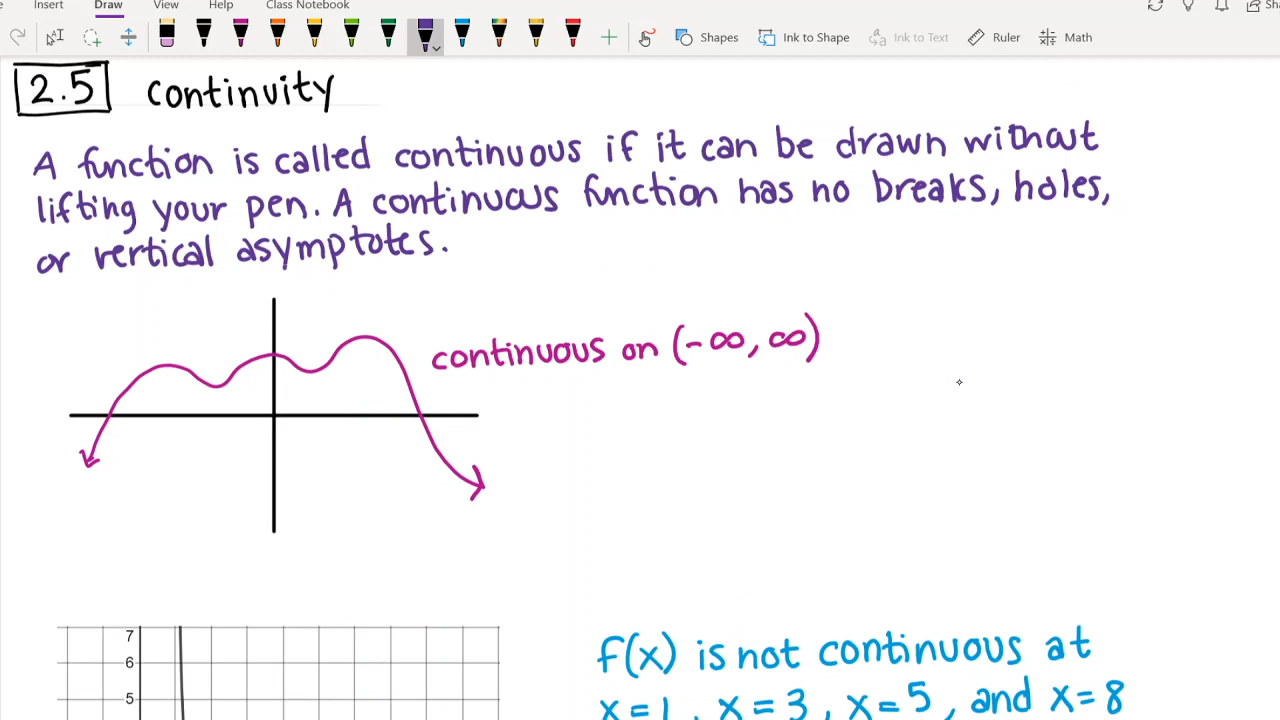 Insert Draw View Help Class Notebook
Shapes Ink to Shape Ink to Text Ruler Math
2.5 Continuity
A function is called continuous if it can be drawn without
lifting your pen. A continuous function has no breaks, holes,
or vertical asymptotes.
continuous on (-∞, ∞)
7
6
5
f(x) is not continuous at
x=1, x=3, x=5, and x=8